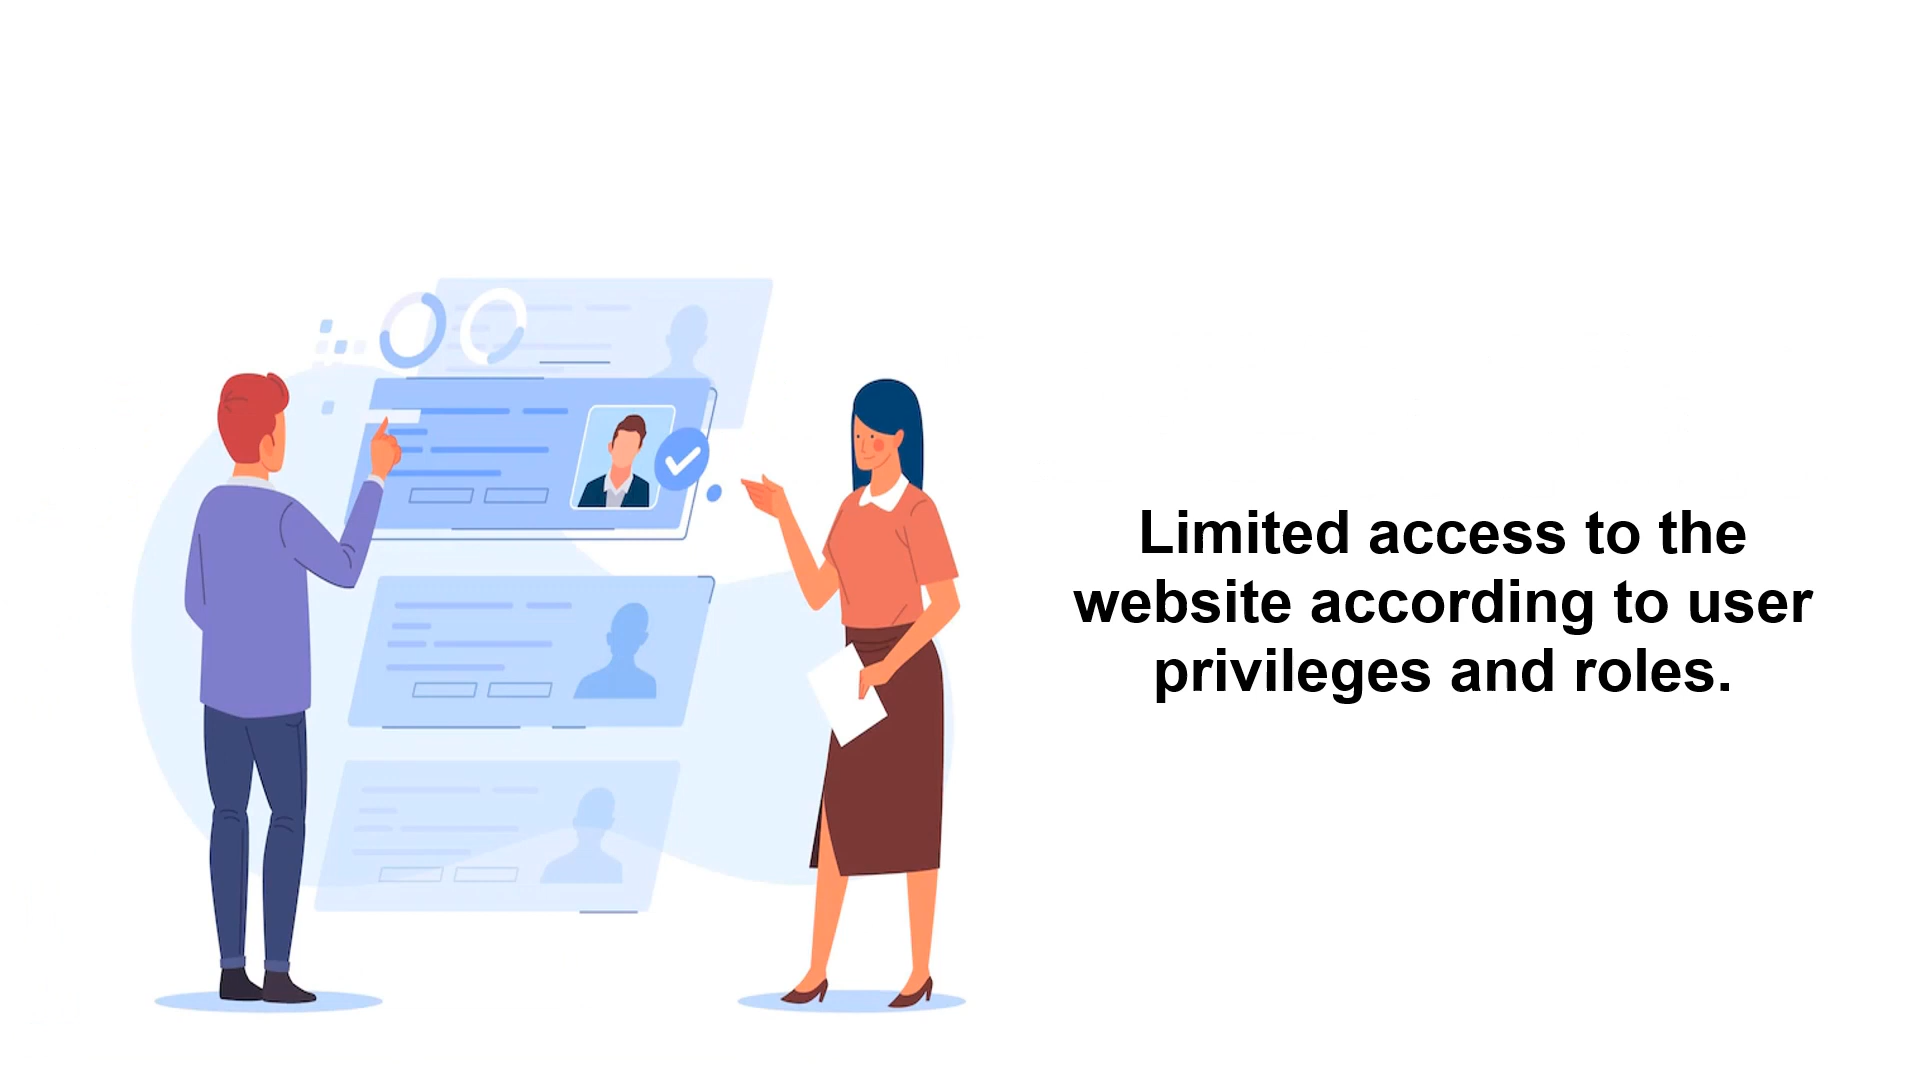 Limited access to the
website according to user
privileges and roles.